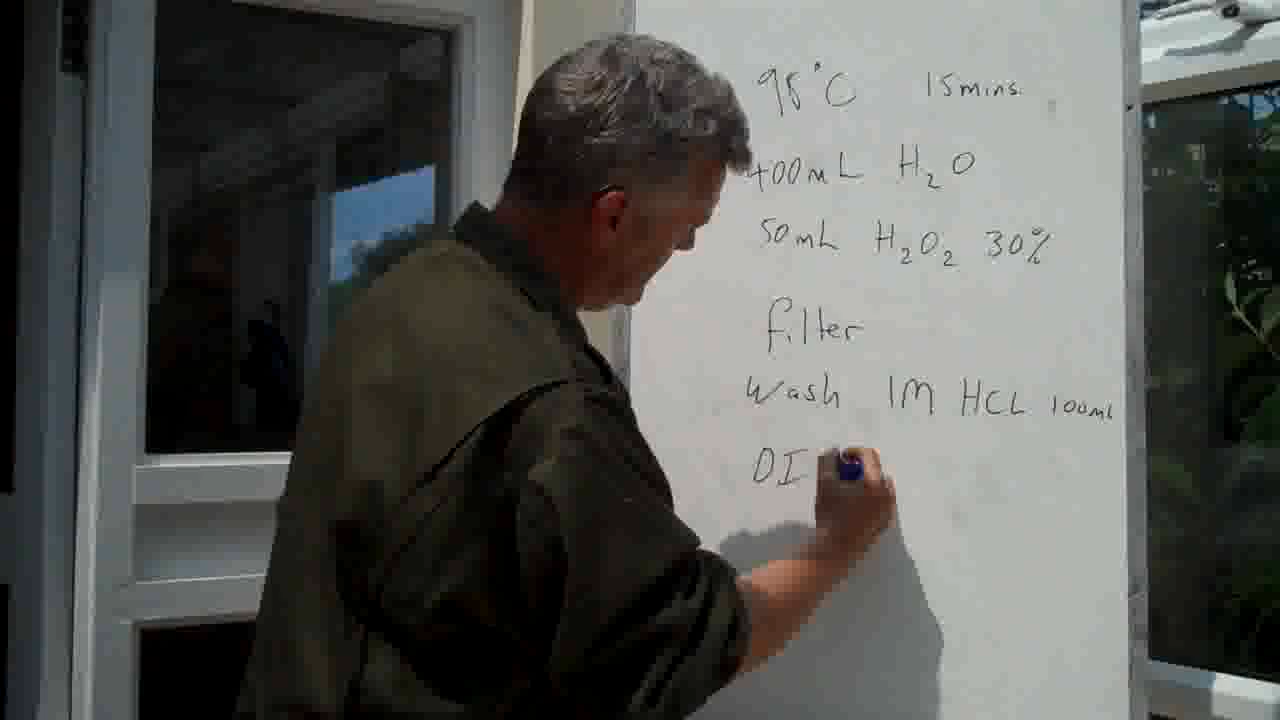 98°C 15mins
400mL H₂O
50mL H₂O₂ 30%
filter
Wash 1M HCL 100mL
DI